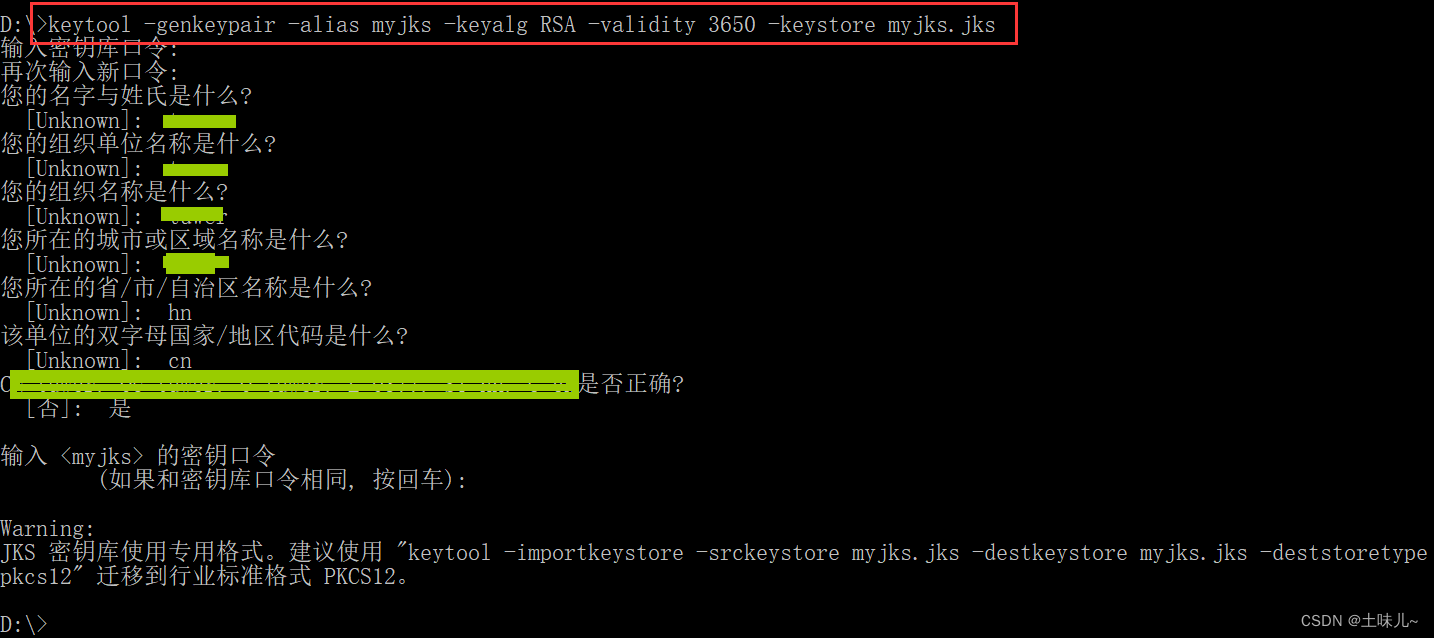 D:\>keytool -genkeypair -alias myjks -keyalg RSA -validity 3650 -keystore myjks.jks
输入密钥库口令:
再次输入新口令:
您的名字与姓氏是什么?
[Unknown]:
您的组织单位名称是什么?
[Unknown]:
您的组织名称是什么?
[Unknown]:
您所在的城市或区域名称是什么?
[Unknown]:
您所在的省/市/自治区名称是什么?
[Unknown]: hn
该单位的双字母国家/地区代码是什么?
[Unknown]: cn
是否正确?
[否]: 是
输入 <myjks> 的密钥口令
(如果和密钥库口令相同, 按回车):
Warning:
JKS 密钥库使用专用格式。建议使用 "keytool -importkeystore -srckeystore myjks.jks -destkeystore myjks.jks -deststoretype
pkcs12" 迁移到行业标准格式 PKCS12。
D:\>
CSDN @土味儿~